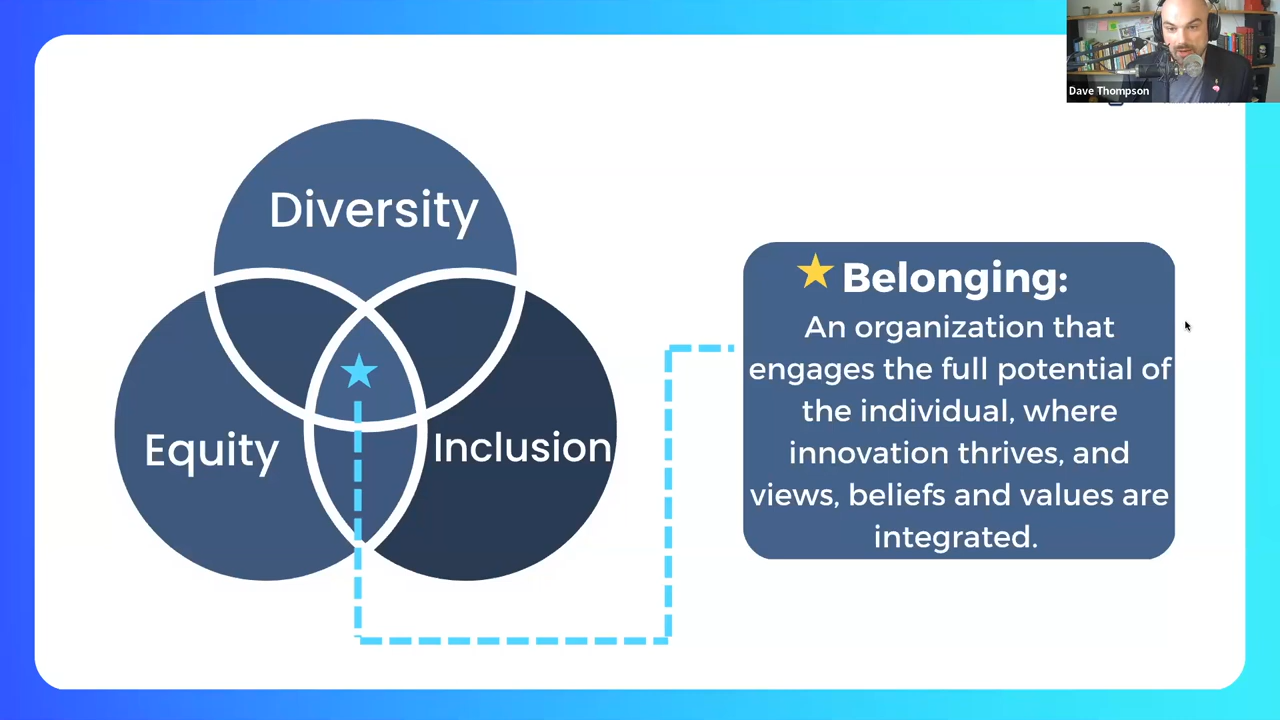 Dave Thompson
Diversity
Equity
Inclusion
Belonging:
An organization that
engages the full potential of
the individual, where
innovation thrives, and
views, beliefs and values are
integrated.